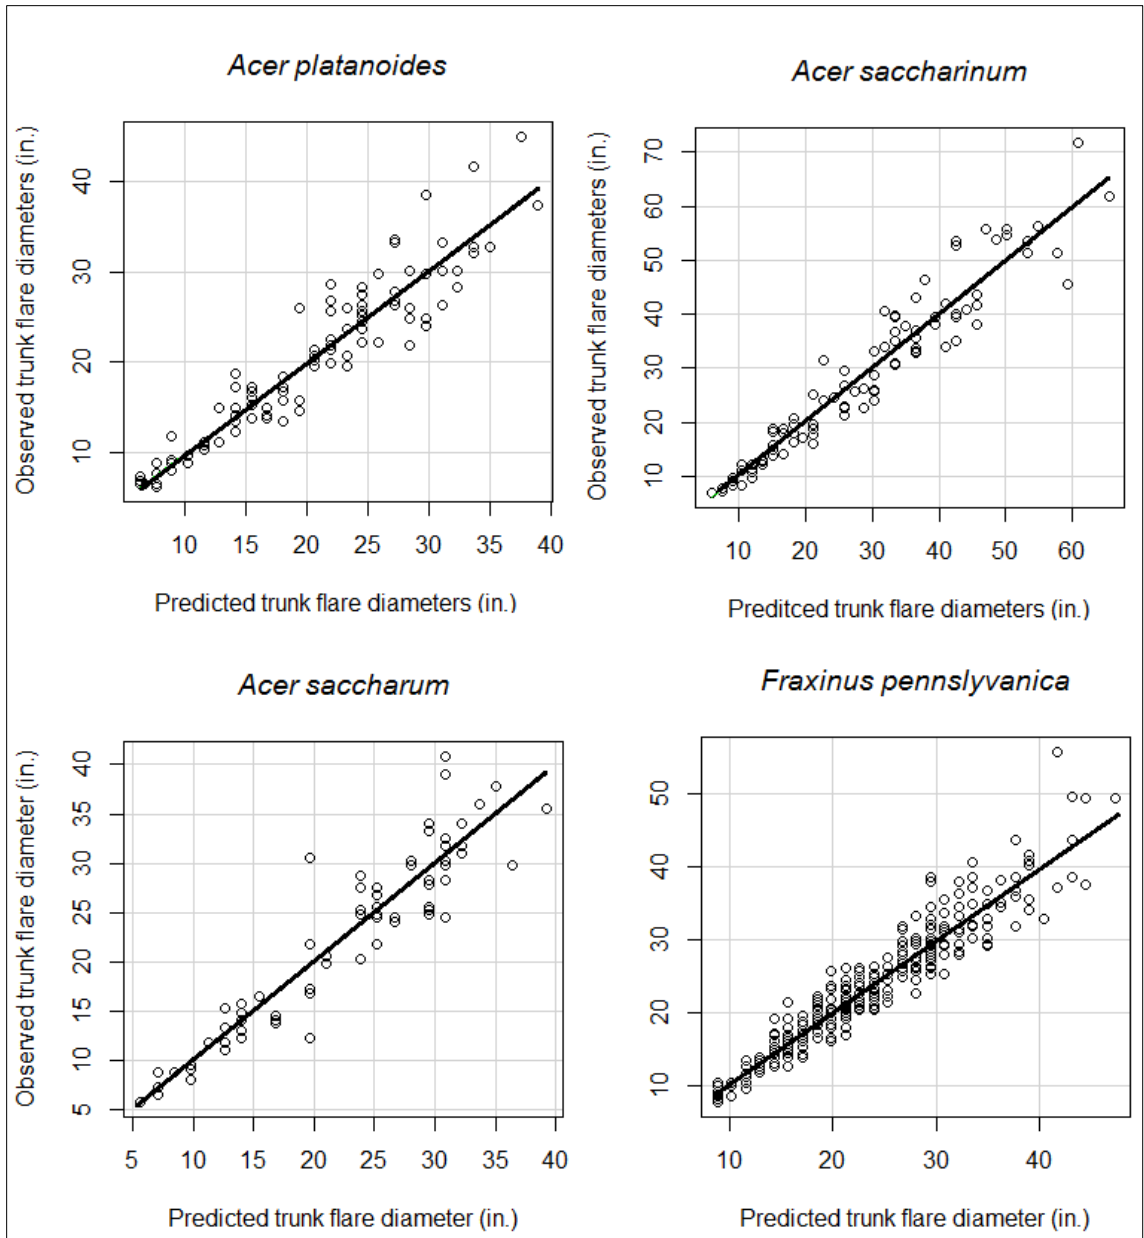 Acer platanoides
Observed trunk flare diameters (in.)
40
30
20
10
10 15 20 25 30 35 40
Predicted trunk flare diameters (in.)
Acer saccharinum
Observed trunk flare diameters (in.)
70
60
50
40
30
20
10
10 20 30 40 50 60
Preditced trunk flare diameters (in.)
Acer saccharum
Observed trunk flare diameter (in.)
40
35
30
25
20
15
10
5
5 10 15 20 25 30 35 40
Predicted trunk flare diameter (in.)
Fraxinus pennslyvanica
50
40
30
20
10
10 20 30 40
Predicted trunk flare diameter (in.)